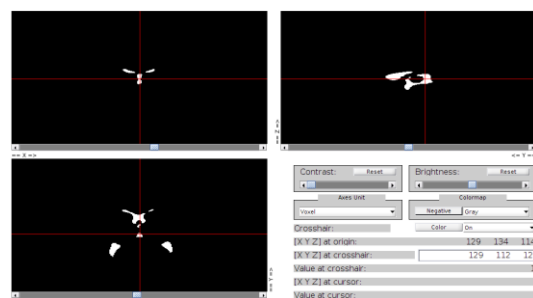 <= X =>
<= Y =
Contrast:
Reset
Brightness:
Reset
Axes Unit
Colormap
Voxel
Negative
Gray
Crosshair:
Color
On
[X Y Z] at origin:
129 134 114
[X Y Z] at crosshair:
129 112
Value at crosshair:
[X Y Z] at cursor:
Value at cursor: